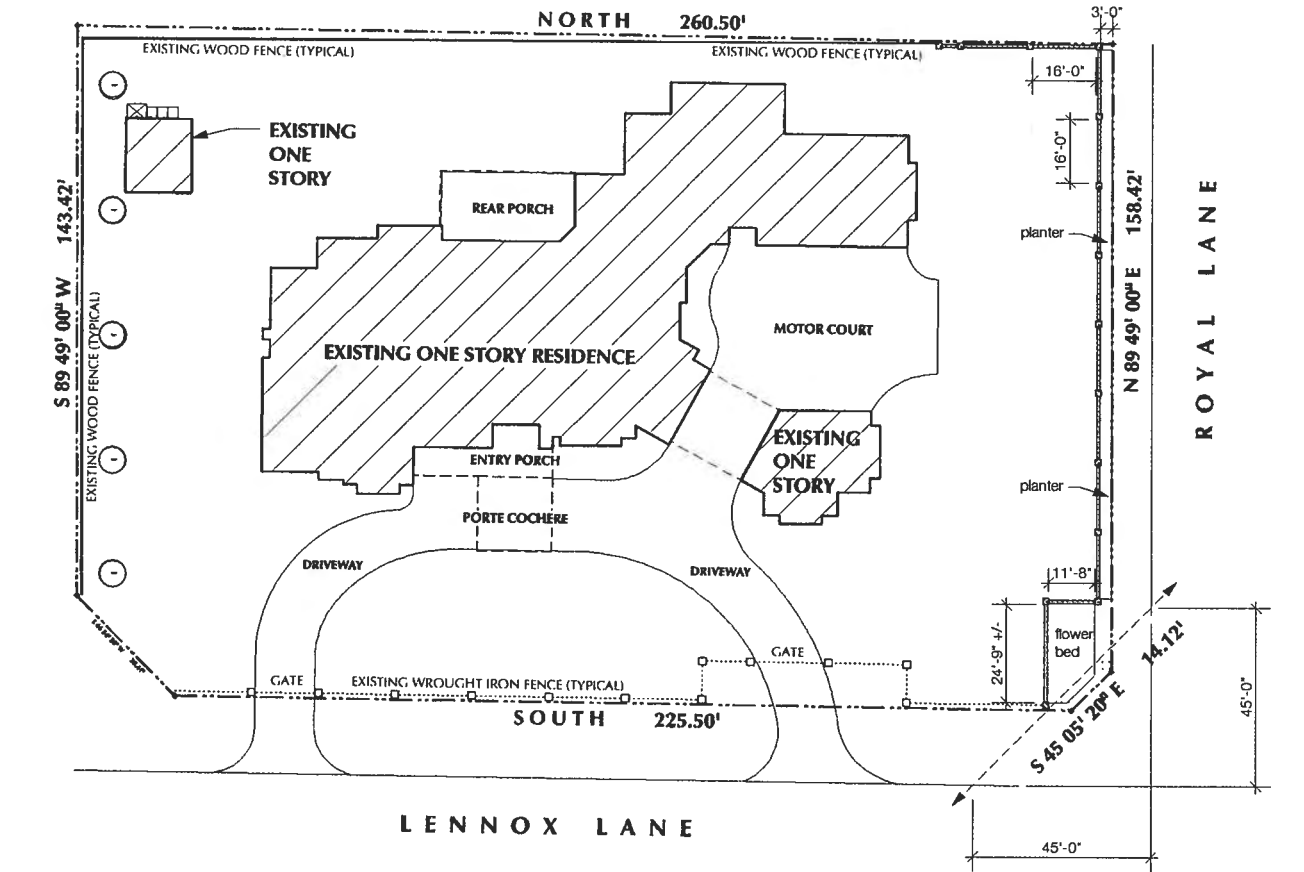 NORTH 260.50'
3'-0"
EXISTING WOOD FENCE (TYPICAL)
EXISTING WOOD FENCE (TYPICAL)
16'-0"
EXISTING
ONE
STORY
16'-0"
S 89 49' 00" W 143.42'
REAR PORCH
N 89 49' 00" E 158.42'
ROYAL LANE
planter
EXISTING WOOD FENCE (TYPICAL)
MOTOR COURT
EXISTING ONE STORY RESIDENCE
EXISTING
ONE
STORY
ENTRY PORCH
planter
PORTE COCHERE
DRIVEWAY
DRIVEWAY
11'-8"
flower
bed
24'-9" +/-
14.12'
GATE
GATE
EXISTING WROUGHT IRON FENCE (TYPICAL)
S 45 05' 20" E
45'-0"
SOUTH 225.50'
LENNOX LANE
45'-0"